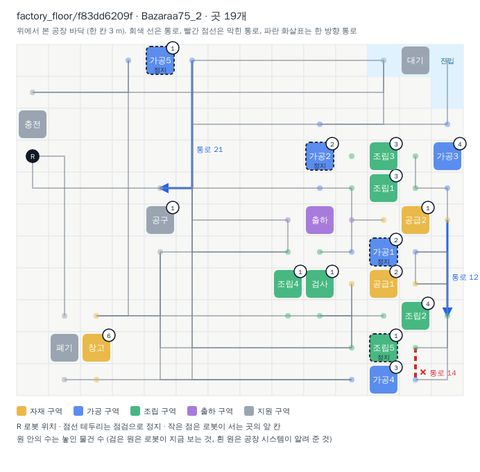 factory_floor/f83dd6209f · Bazaraa75_2 · 곳 19개
위에서 본 공장 바닥 (한 칸 3 m). 회색 선은 통로, 빨간 점선은 막힌 통로, 파란 화살표는 한 방향 통로
가공5 1
정지
대기
진입
충전
R
통로 21
가공2 2
정지
조립3 3
가공3 4
조립1 3
공구 1
출하
공급2 2
가공1 2
정지
조립4 1
검사 1
공급1 2
통로 12
조립2 4
폐기
창고 6
조립5 1
정지
✕ 통로 14
가공4 3
자재 구역
가공 구역
조립 구역
출하 구역
지원 구역
R 로봇 위치 · 점선 테두리는 점검으로 정지 · 작은 점은 로봇이 서는 곳의 앞 칸
원 안의 수는 놓인 물건 수 (검은 원은 로봇이 지금 보는 것, 흰 원은 공장 시스템이 알려 준 것)